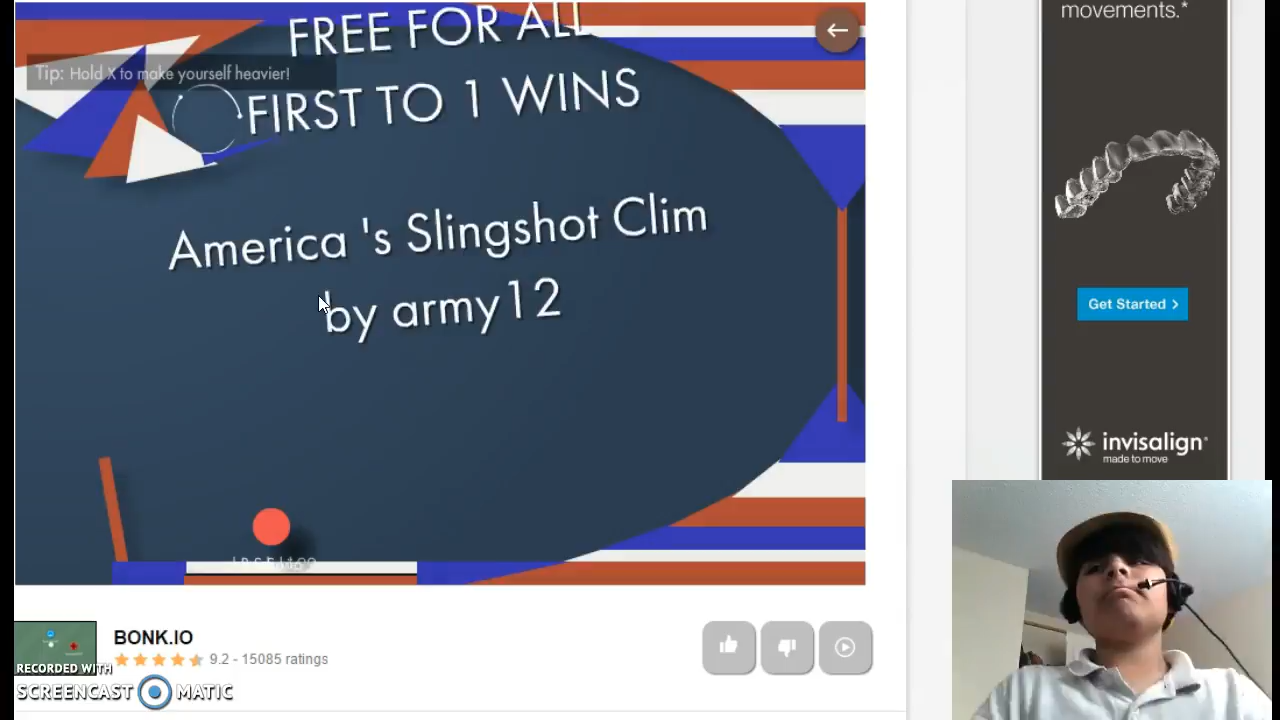 FREE FOR ALL
Tip: Hold X to make yourself heavier!
FIRST TO 1 WINS
America 's Slingshot Clim
by army12
BONK.IO
9.2 - 15085 ratings
RECORDED WITH
SCREENCAST MATIC
movements.*
Get Started >
invisalign
made to move